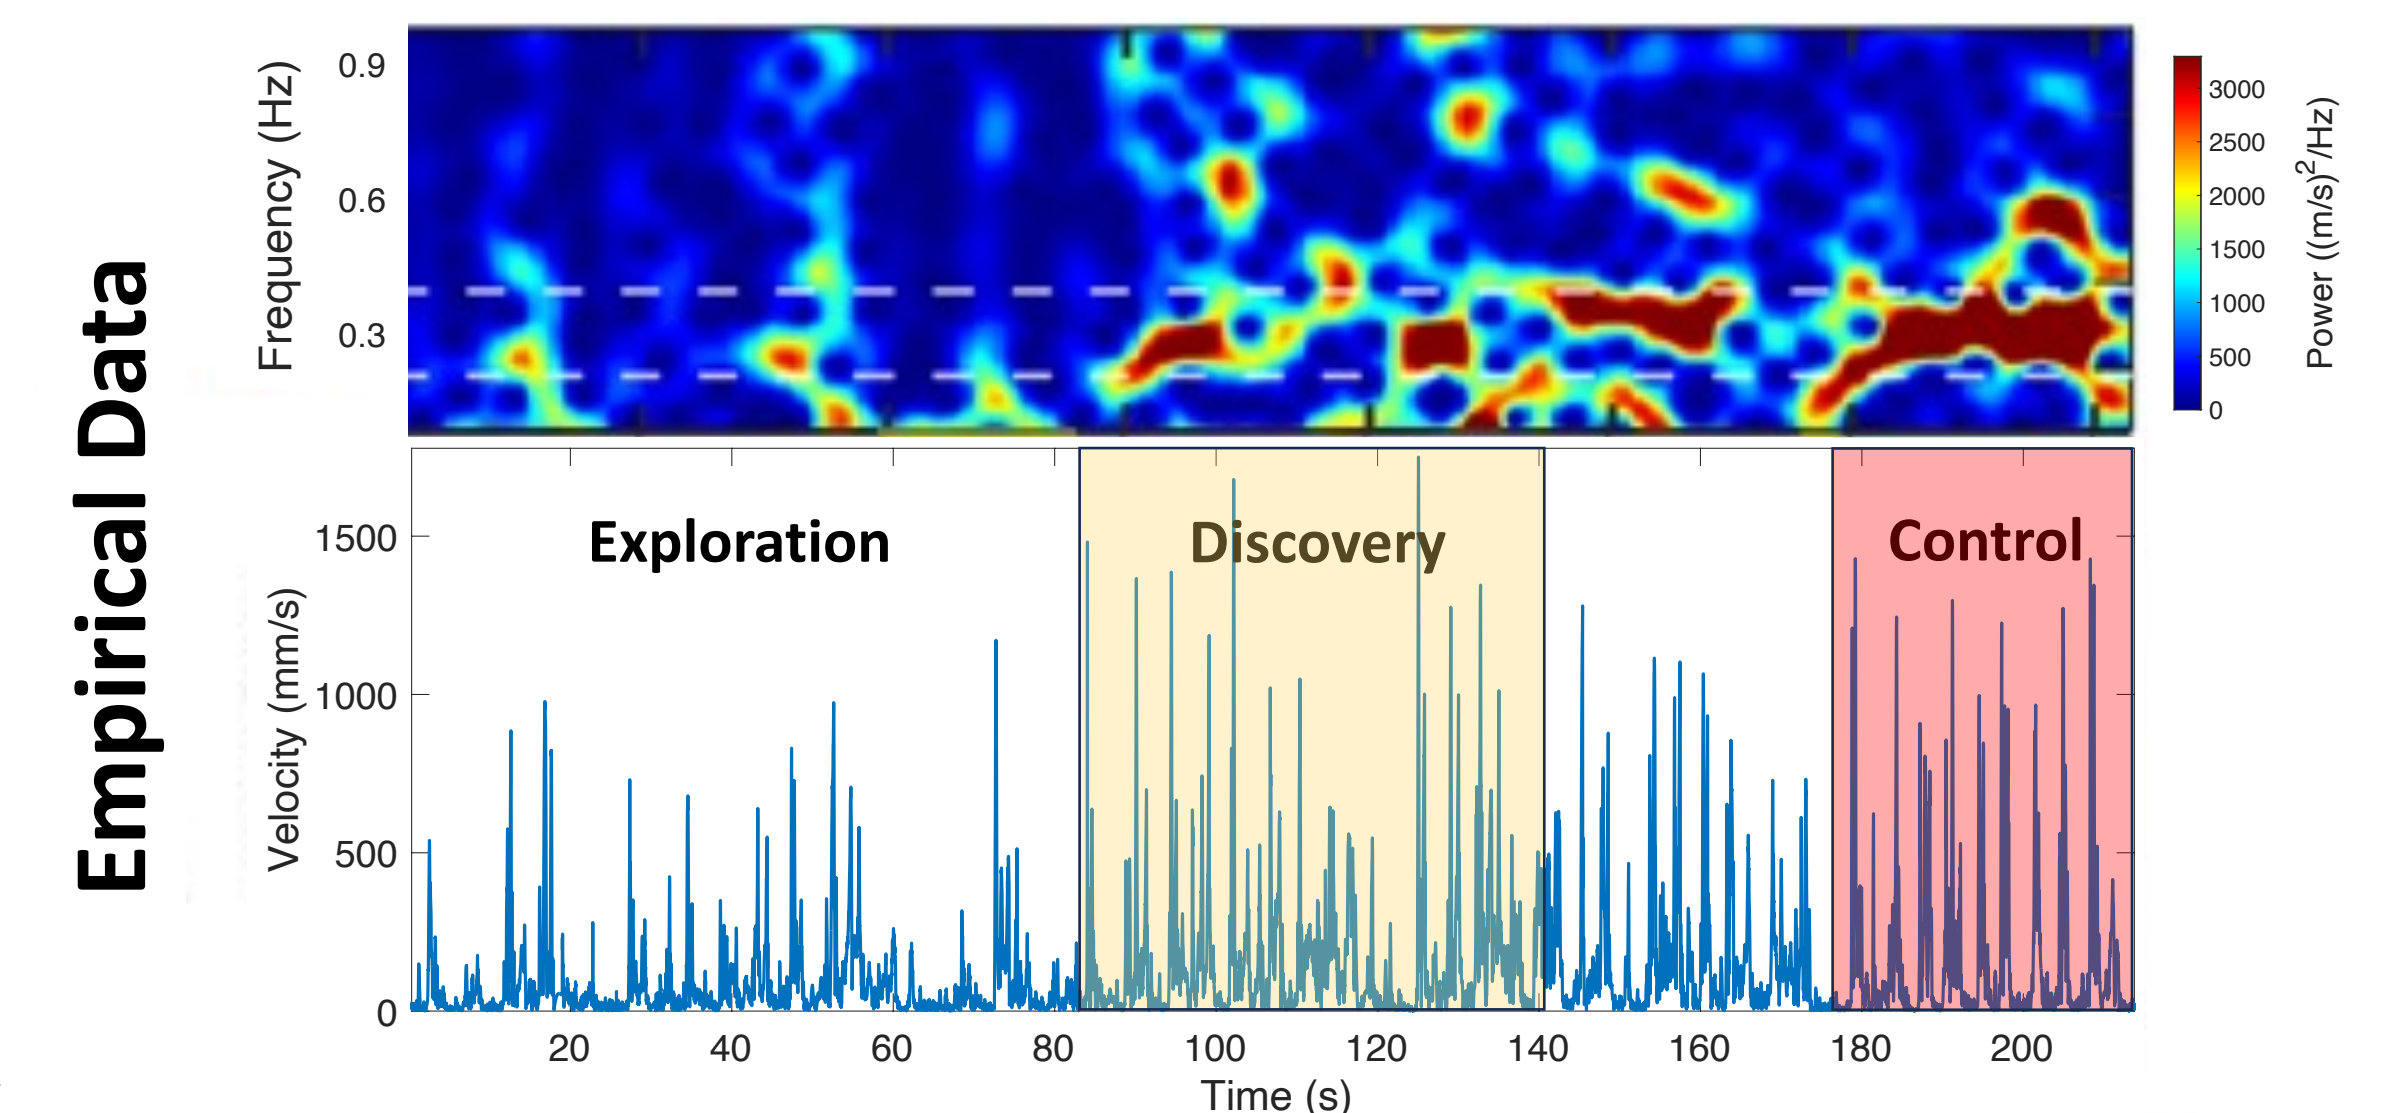 Empirical Data
Frequency (Hz)
0.9
0.6
0.3
3000
2500
2000
1500
1000
500
0
Power ((m/s)²/Hz)
Velocity (mm/s)
1500
1000
500
0
Exploration
Discovery
Control
20 40 60 80 100 120 140 160 180 200
Time (s)